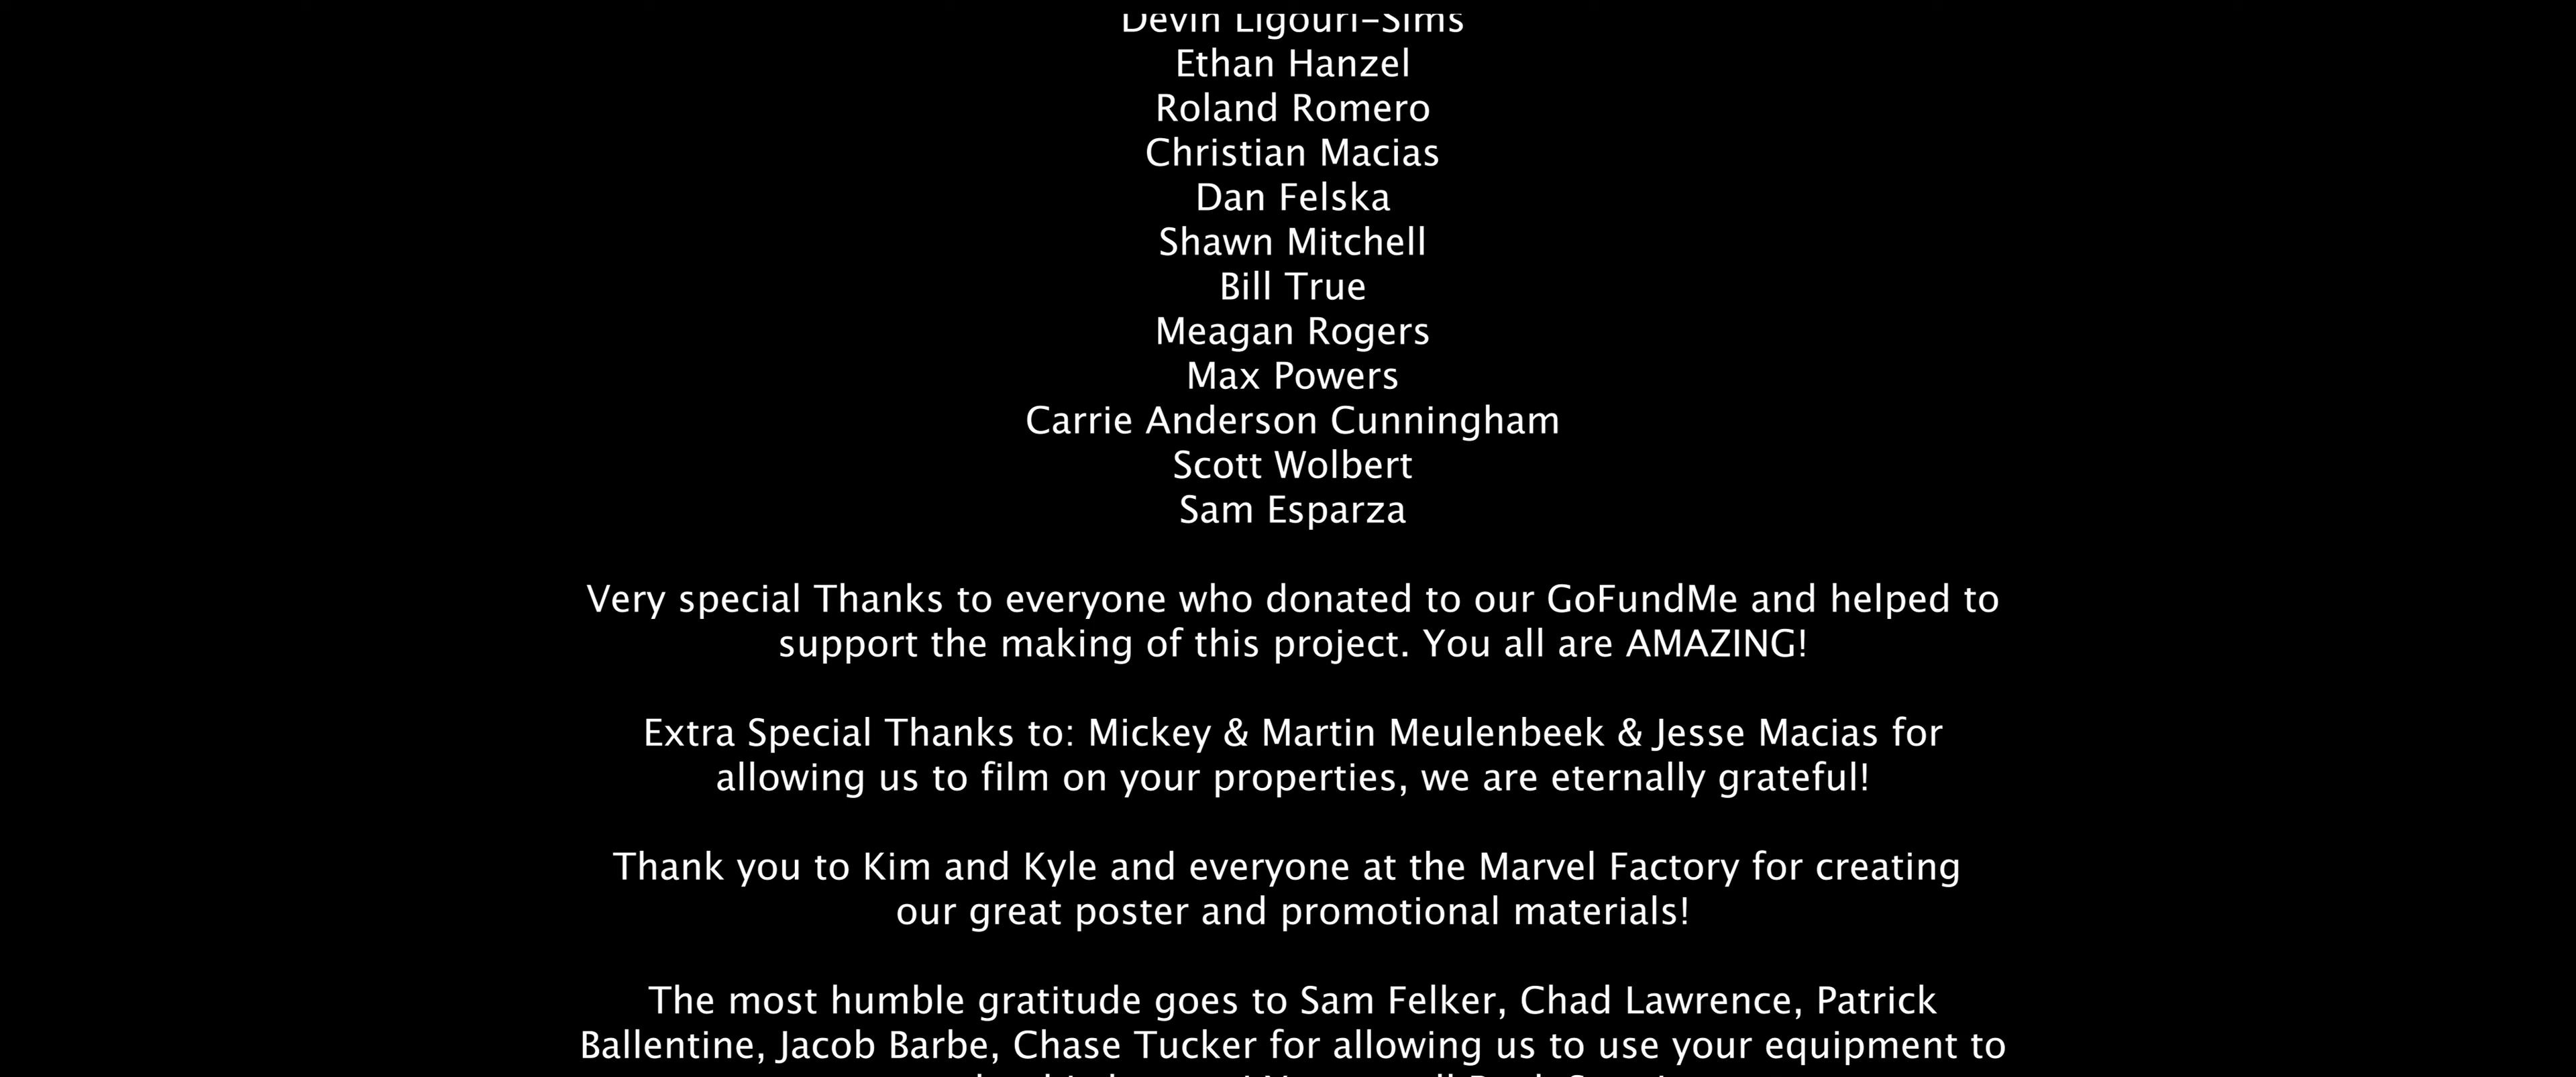 Devin Ligouri-Sims
Ethan Hanzel
Roland Romero
Christian Macias
Dan Felska
Shawn Mitchell
Bill True
Meagan Rogers
Max Powers
Carrie Anderson Cunningham
Scott Wolbert
Sam Esparza
Very special Thanks to everyone who donated to our GoFundMe and helped to
support the making of this project. You all are AMAZING!
Extra Special Thanks to: Mickey & Martin Meulenbeek & Jesse Macias for
allowing us to film on your properties, we are eternally grateful!
Thank you to Kim and Kyle and everyone at the Marvel Factory for creating
our great poster and promotional materials!
The most humble gratitude goes to Sam Felker, Chad Lawrence, Patrick
Ballentine, Jacob Barbe, Chase Tucker for allowing us to use your equipment to